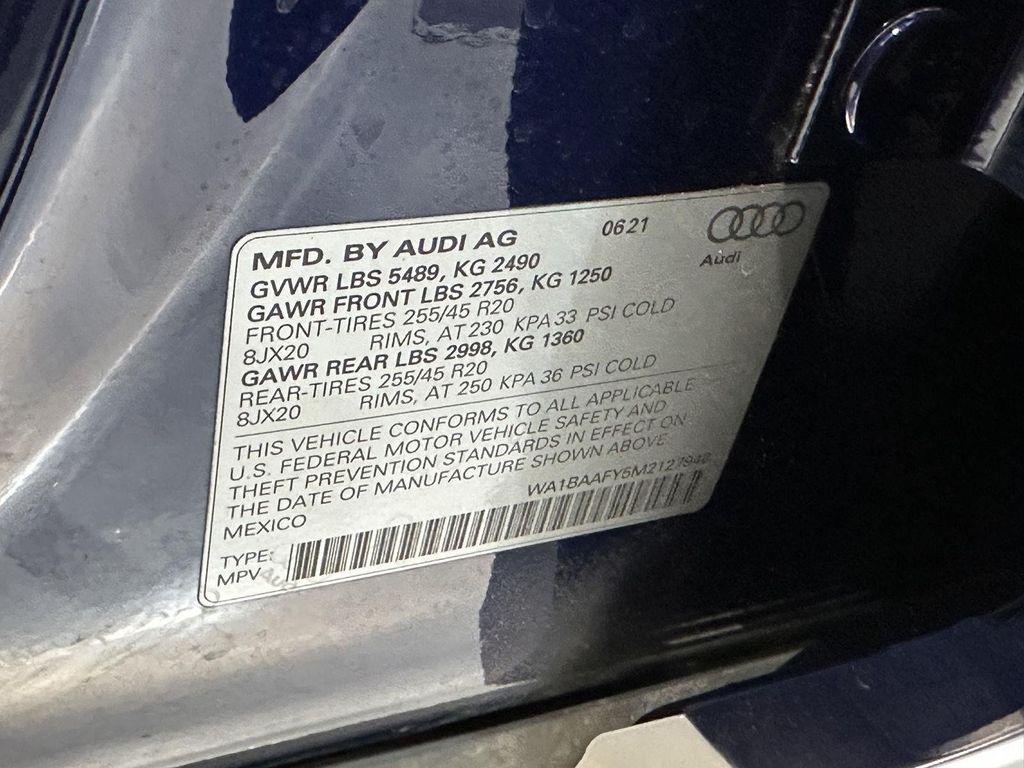 MFD. BY AUDI AG 0621
Audi
GVWR LBS 5489, KG 2490
GAWR FRONT LBS 2756, KG 1250
FRONT-TIRES 255/45 R20
8JX20 RIMS, AT 230 KPA 33 PSI COLD
GAWR REAR LBS 2998, KG 1360
REAR-TIRES 255/45 R20
8JX20 RIMS, AT 250 KPA 36 PSI COLD
THIS VEHICLE CONFORMS TO ALL APPLICABLE
U.S. FEDERAL MOTOR VEHICLE SAFETY AND
THEFT PREVENTION STANDARDS IN EFFECT ON
THE DATE OF MANUFACTURE SHOWN ABOVE.
MEXICO
TYPE:
MPV